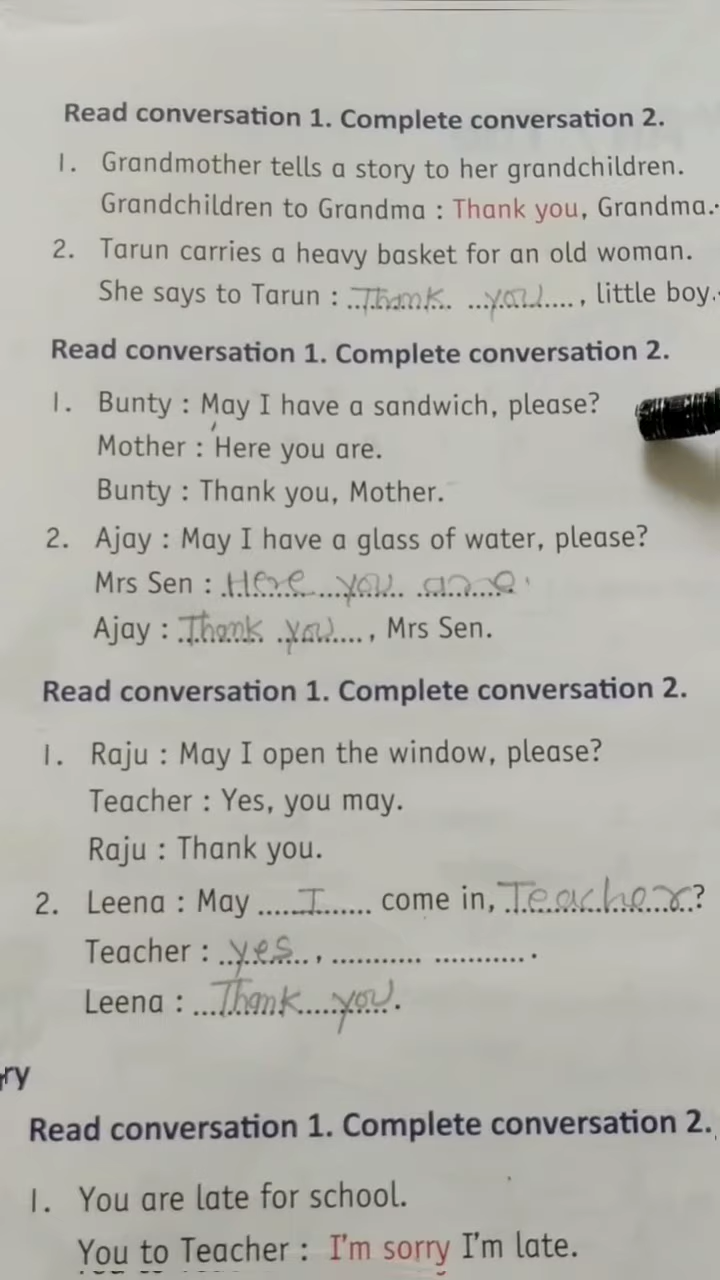 Read conversation 1. Complete conversation 2.
1. Grandmother tells a story to her grandchildren.
Grandchildren to Grandma : Thank you, Grandma.
2. Tarun carries a heavy basket for an old woman.
She says to Tarun : Thank you, little boy.
Read conversation 1. Complete conversation 2.
1. Bunty : May I have a sandwich, please?
Mother : Here you are.
Bunty : Thank you, Mother.
2. Ajay : May I have a glass of water, please?
Mrs Sen : Here you are.
Ajay : Thank you, Mrs Sen.
Read conversation 1. Complete conversation 2.
1. Raju : May I open the window, please?
Teacher : Yes, you may.
Raju : Thank you.
2. Leena : May ......I...... come in, Teacher?
Teacher : yes, ........... ........... .
Leena : Thank you.
ry
Read conversation 1. Complete conversation 2.
1. You are late for school.
You to Teacher : I'm sorry I'm late.